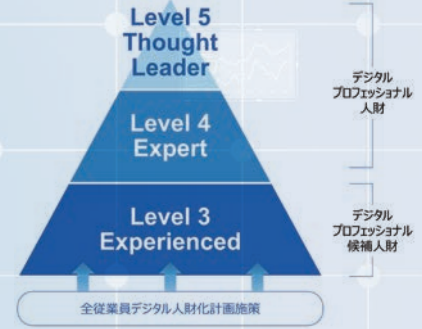 Level 5
Thought
Leader
デジタル
プロフェッショナル
人財
Level 4
Expert
Level 3
Experienced
デジタル
プロフェッショナル
候補人財
全従業員デジタル人財化計画施策